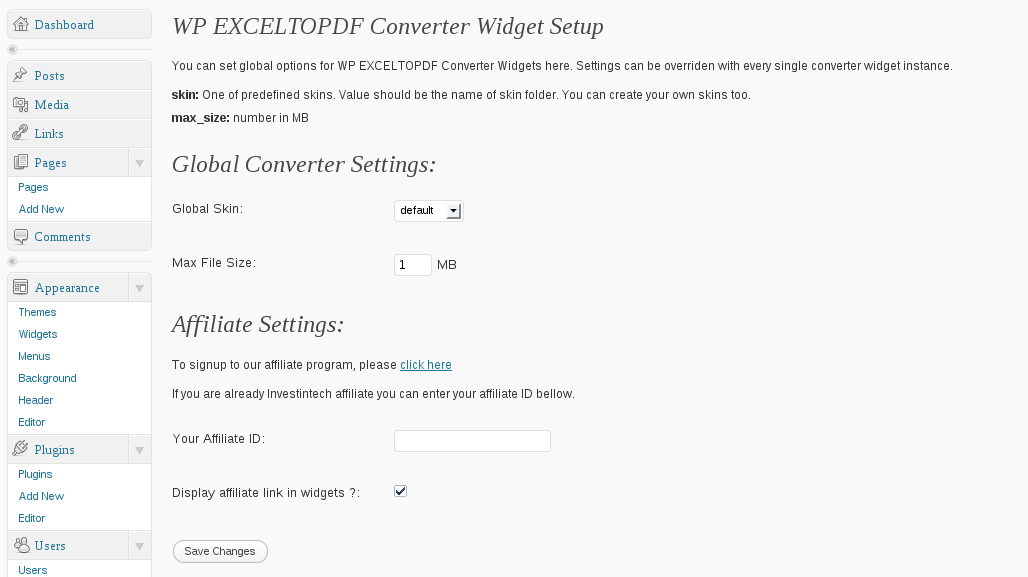 Dashboard
Posts
Media
Links
Pages
Pages
Add New
Comments
Appearance
Themes
Widgets
Menus
Background
Header
Editor
Plugins
Plugins
Add New
Editor
Users
Users
WP EXCELTOPDF Converter Widget Setup
You can set global options for WP EXCELTOPDF Converter Widgets here. Settings can be overriden with every single converter widget instance.
skin: One of predefined skins. Value should be the name of skin folder. You can create your own skins too.
max_size: number in MB
Global Converter Settings:
Global Skin: default
Max File Size: 1 MB
Affiliate Settings:
To signup to our affiliate program, please click here
If you are already Investintech affiliate you can enter your affiliate ID bellow.
Your Affiliate ID:
Display affiliate link in widgets ?:
Save Changes